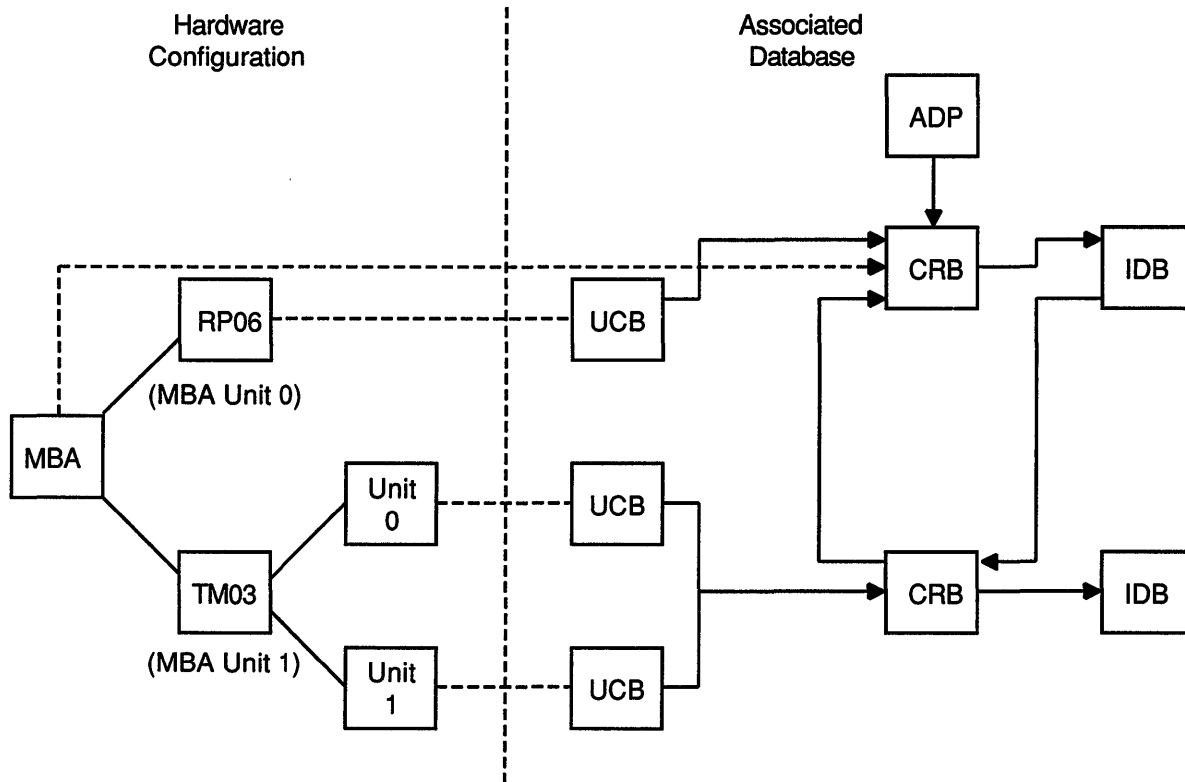 Hardware
Configuration
Associated
Database
ADP
CRB
IDB
RP06
UCB
(MBA Unit 0)
MBA
Unit
0
UCB
TM03
CRB
IDB
(MBA Unit 1)
Unit
1
UCB